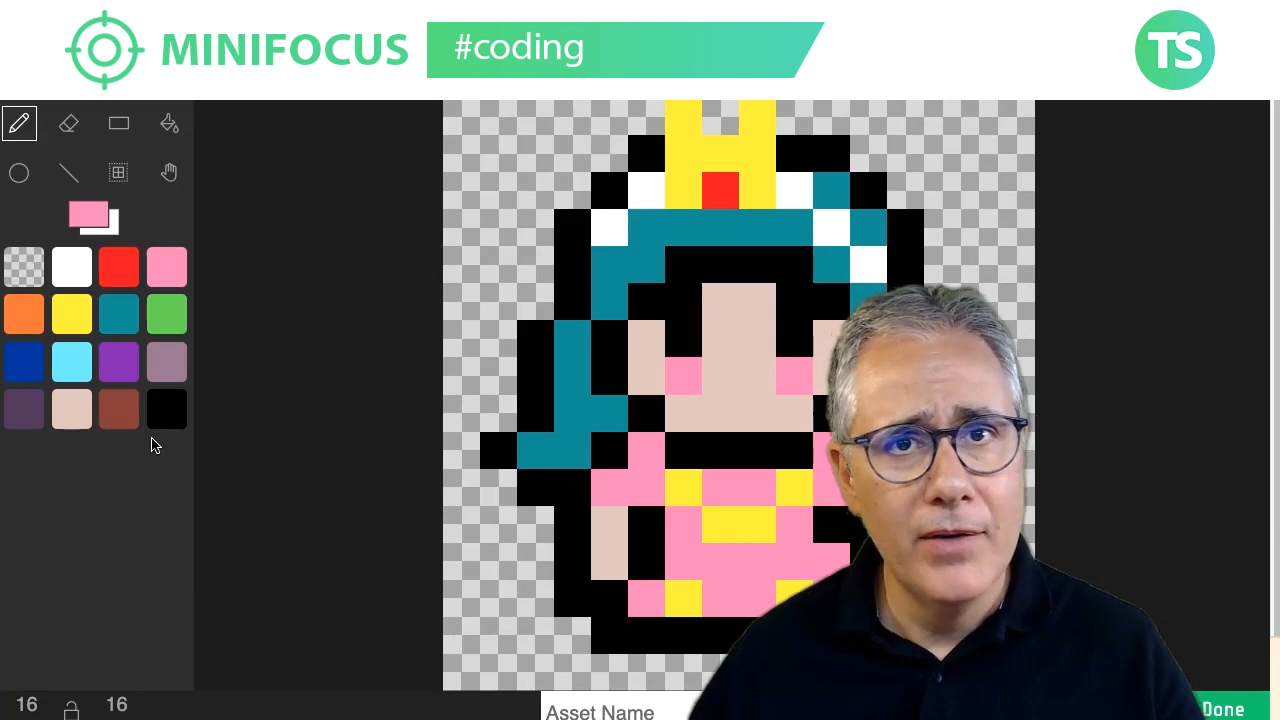 MINIFOCUS
#coding
TS
16
16
Asset Name
Done